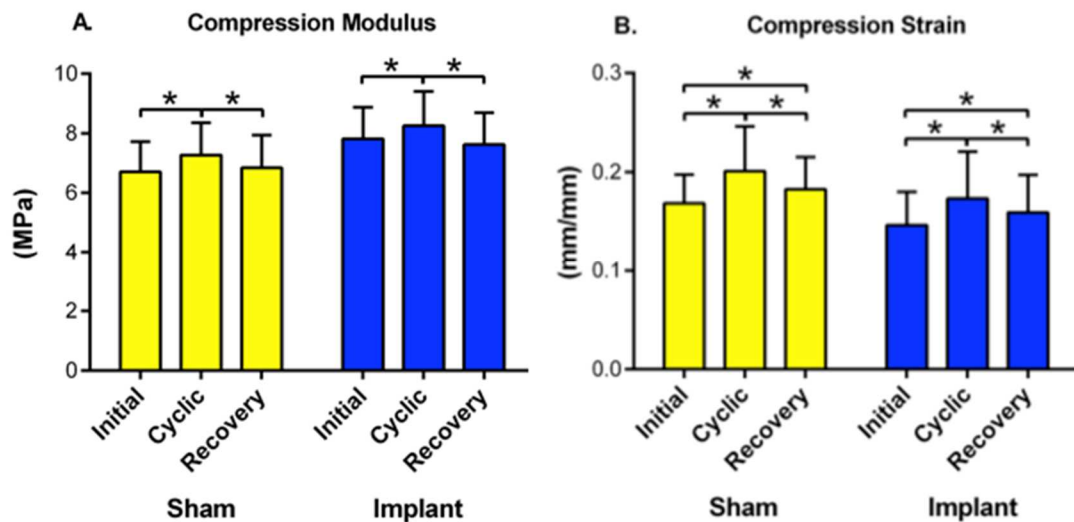 A. Compression Modulus
(MPa)
10
8
6
4
2
0
* * * *
Initial Cyclic Recovery Initial Cyclic Recovery
Sham Implant
B. Compression Strain
(mm/mm)
0.3
0.2
0.1
0.0
* *
* * * *
Initial Cyclic Recovery Initial Cyclic Recovery
Sham Implant